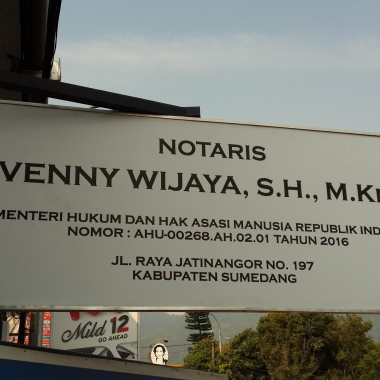 NOTARIS
VENNY WIJAYA, S.H., M.K
MENTERI HUKUM DAN HAK ASASI MANUSIA REPUBLIK IND
NOMOR : AHU-00268.AH.02.01 TAHUN 2016
JL. RAYA JATINANGOR NO. 197
KABUPATEN SUMEDANG
Mild 12
GO AHEAD